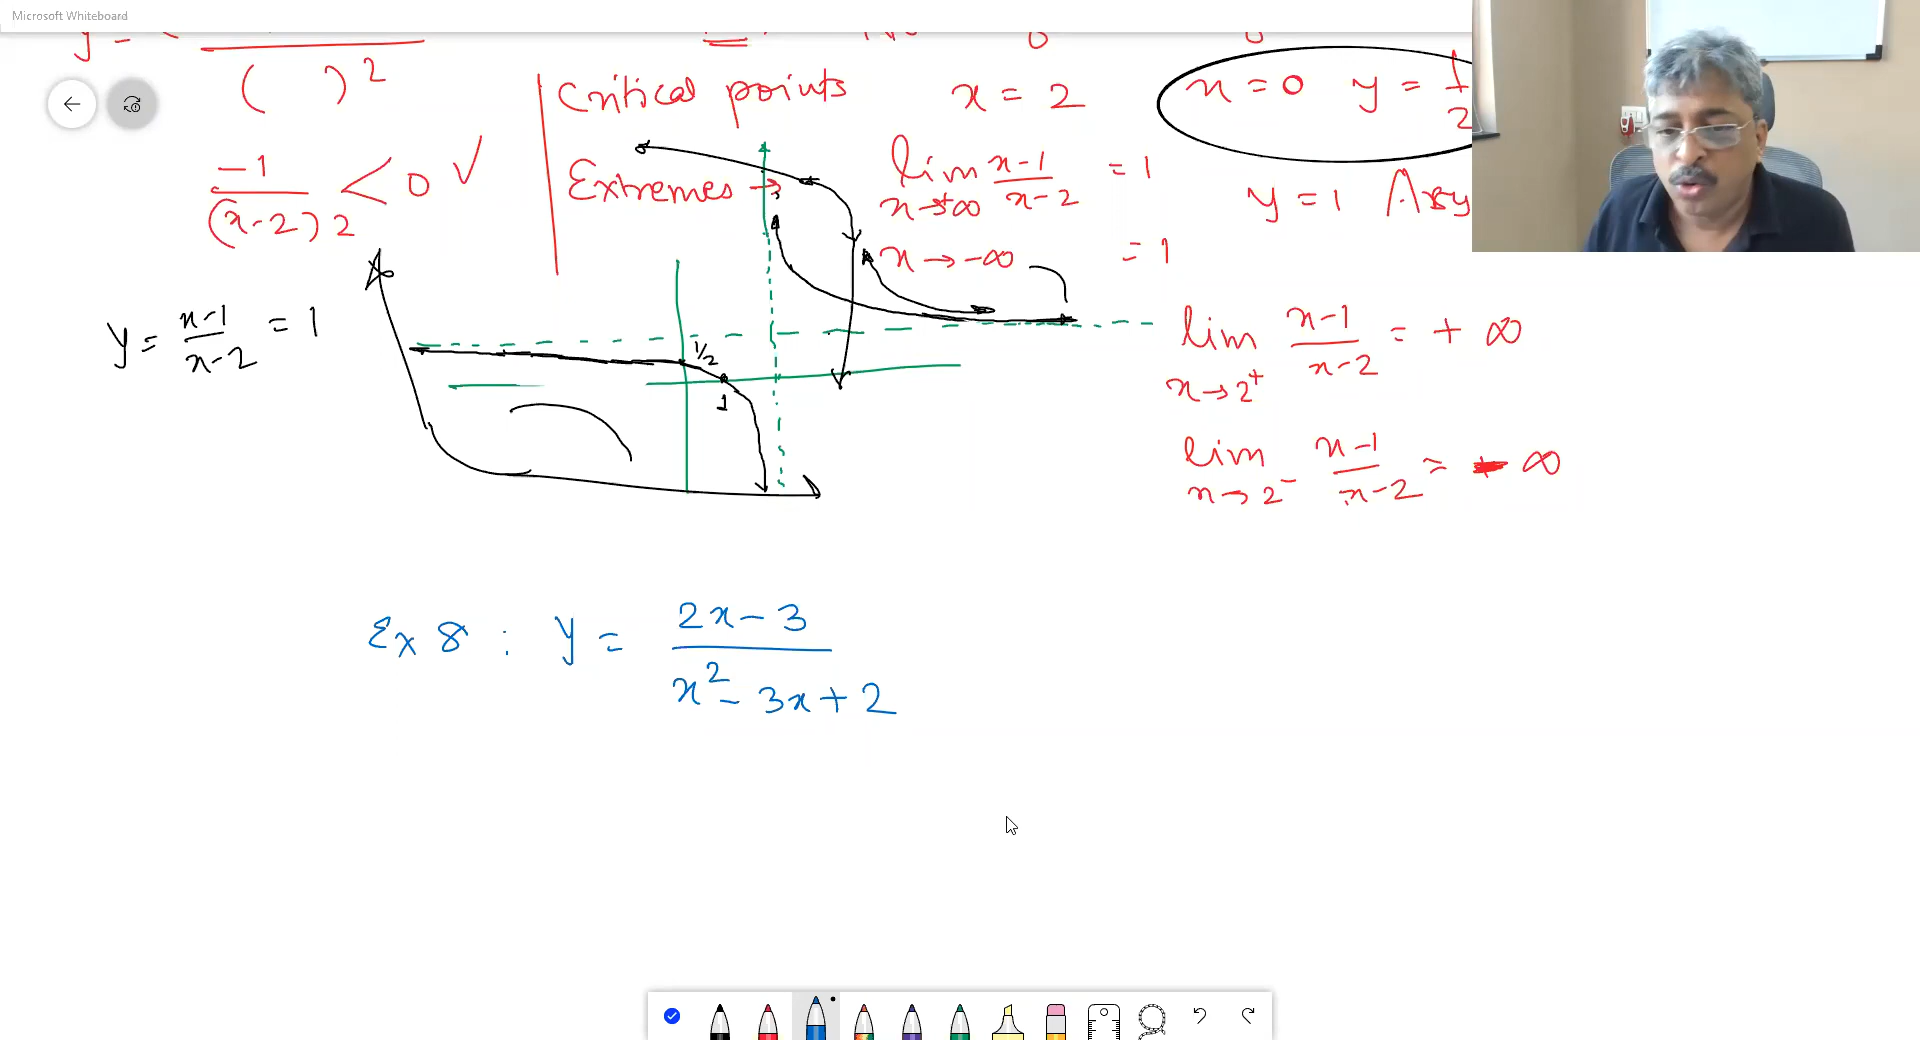 Microsoft Whiteboard
( )²
Critical points x = 2 x = 0 y = 1/2
-1/(x-2)2 < 0 ✓
Extremes → lim x→+∞ x-1/x-2 = 1
y = 1
x → -∞ = 1
y = x-1/x-2 = 1
1/2
1
lim x→2⁺ x-1/x-2 = + ∞
lim x→2⁻ x-1/x-2 = - ∞
Ex 8 : y = 2x-3/x²-3x+2